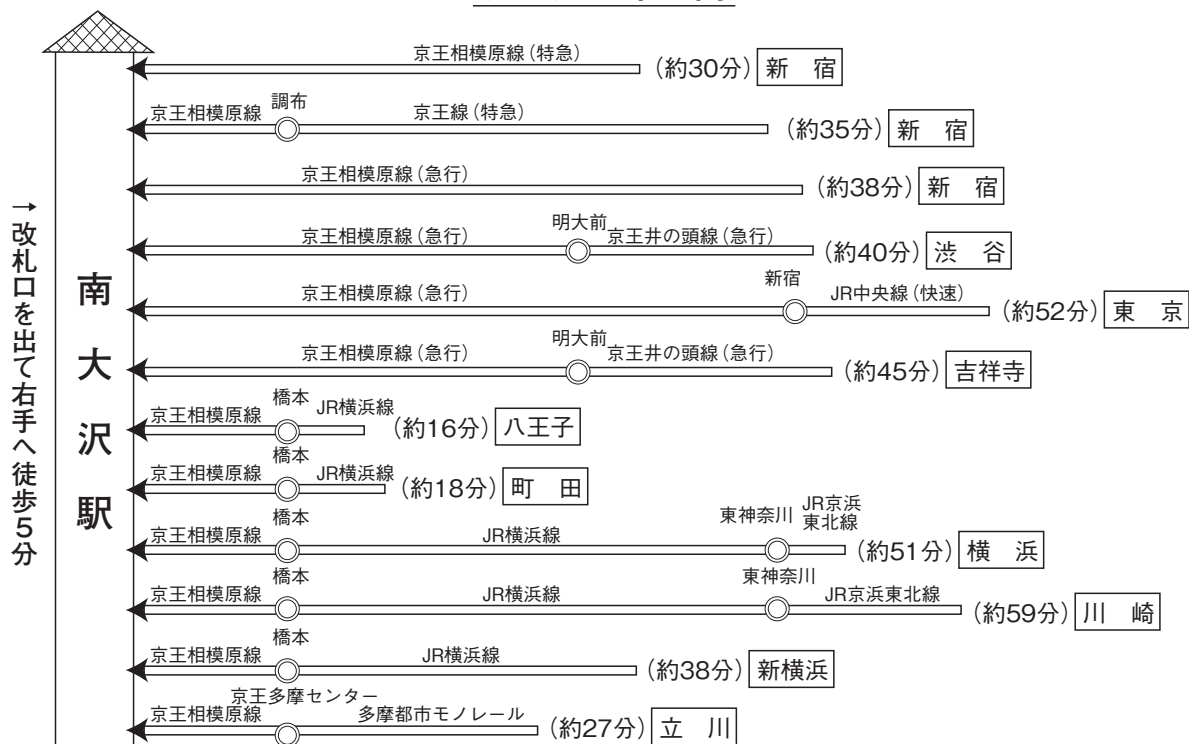 京王相模原線(特急)
(約30分) 新 宿
京王相模原線 調布 京王線(特急)
(約35分) 新 宿
京王相模原線(急行)
(約38分) 新 宿
京王相模原線(急行) 明大前 京王井の頭線(急行)
(約40分) 渋 谷
京王相模原線(急行) 新宿 JR中央線(快速)
(約52分) 東 京
京王相模原線(急行) 明大前 京王井の頭線(急行)
(約45分) 吉祥寺
京王相模原線 橋本 JR横浜線
(約16分) 八王子
京王相模原線 橋本 JR横浜線
(約18分) 町 田
京王相模原線 橋本 JR横浜線 東神奈川 JR京浜
東北線
(約51分) 横 浜
京王相模原線 橋本 JR横浜線 東神奈川 JR京浜東北線
(約59分) 川 崎
京王相模原線 橋本 JR横浜線
(約38分) 新横浜
京王相模原線 京王多摩センター 多摩都市モノレール
(約27分) 立 川
南大沢駅
→改札口を出て右手へ徒歩5分